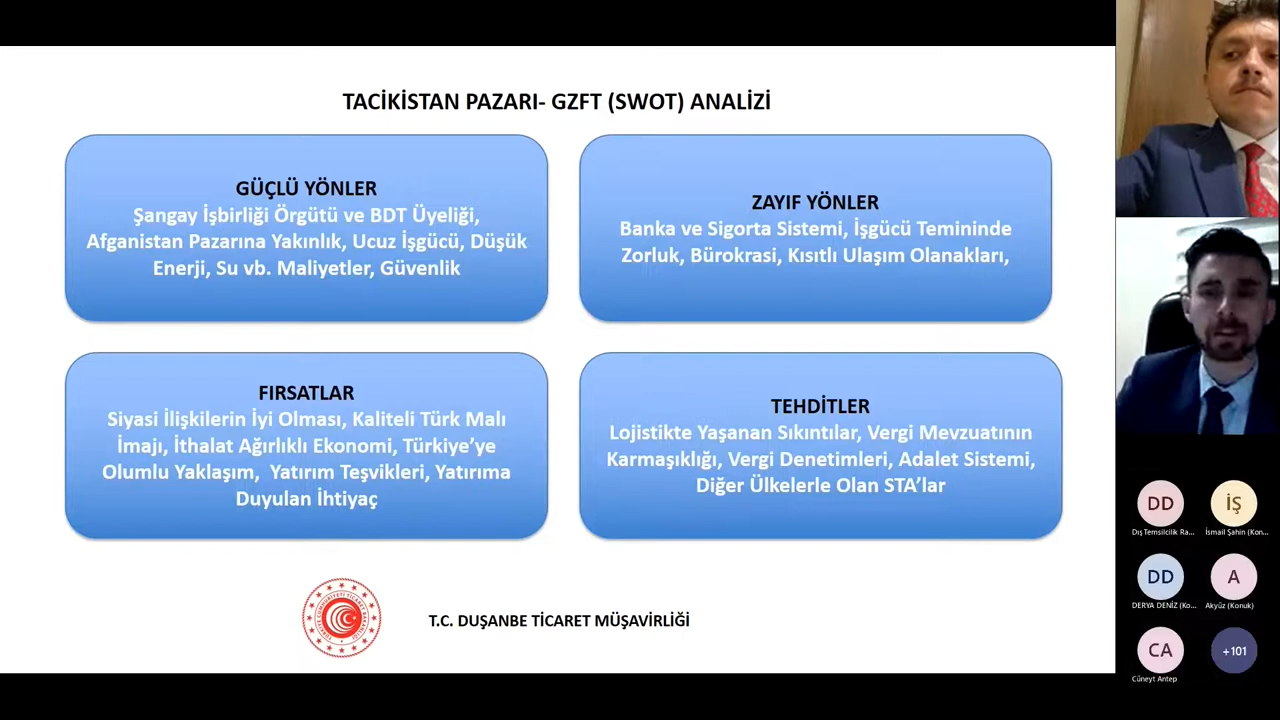 TACİKİSTAN PAZARI- GZFT (SWOT) ANALİZİ
GÜÇLÜ YÖNLER
Şangay İşbirliği Örgütü ve BDT Üyeliği,
Afganistan Pazarına Yakınlık, Ucuz İşgücü, Düşük
Enerji, Su vb. Maliyetler, Güvenlik
ZAYIF YÖNLER
Banka ve Sigorta Sistemi, İşgücü Temininde
Zorluk, Bürokrasi, Kısıtlı Ulaşım Olanakları,
FIRSATLAR
Siyasi İlişkilerin İyi Olması, Kaliteli Türk Malı
İmajı, İthalat Ağırlıklı Ekonomi, Türkiye’ye
Olumlu Yaklaşım, Yatırım Teşvikleri, Yatırıma
Duyulan İhtiyaç
TEHDİTLER
Lojistikte Yaşanan Sıkıntılar, Vergi Mevzuatının
Karmaşıklığı, Vergi Denetimleri, Adalet Sistemi,
Diğer Ülkelerle Olan STA’lar
T.C. DUŞANBE TİCARET MÜŞAVİRLİĞİ
DD
Dış Temsilcilik Ra...
İŞ
İsmail Şahin (Kon...
DD
DERYA DENİZ (Ko...
A
Akyüz (Konuk)
CA
Cüneyt Antep
+101